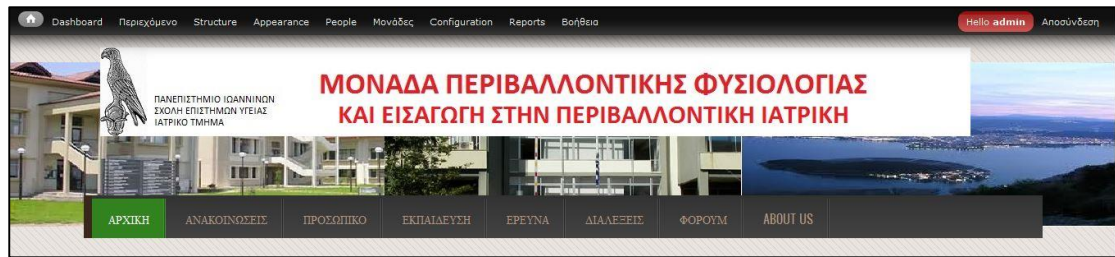 Dashboard Περιεχόμενο Structure Appearance People Μονάδες Configuration Reports Βοήθεια Hello admin Αποσύνδεση
ΜΟΝΑΔΑ ΠΕΡΙΒΑΛΛΟΝΤΙΚΗΣ ΦΥΣΙΟΛΟΓΙΑΣ
ΚΑΙ ΕΙΣΑΓΩΓΗ ΣΤΗΝ ΠΕΡΙΒΑΛΛΟΝΤΙΚΗ ΙΑΤΡΙΚΗ
ΠΑΝΕΠΙΣΤΗΜΙΟ ΙΩΑΝΝΙΝΩΝ
ΣΧΟΛΗ ΕΠΙΣΤΗΜΩΝ ΥΓΕΙΑΣ
ΙΑΤΡΙΚΟ ΤΜΗΜΑ
ΑΡΧΙΚΗ ΑΝΑΚΟΙΝΩΣΕΙΣ ΠΡΟΣΩΠΙΚΟ ΕΚΠΑΙΔΕΥΣΗ ΕΡΕΥΝΑ ΔΙΑΛΕΞΕΙΣ ΦΟΡΟΥΜ ABOUT US